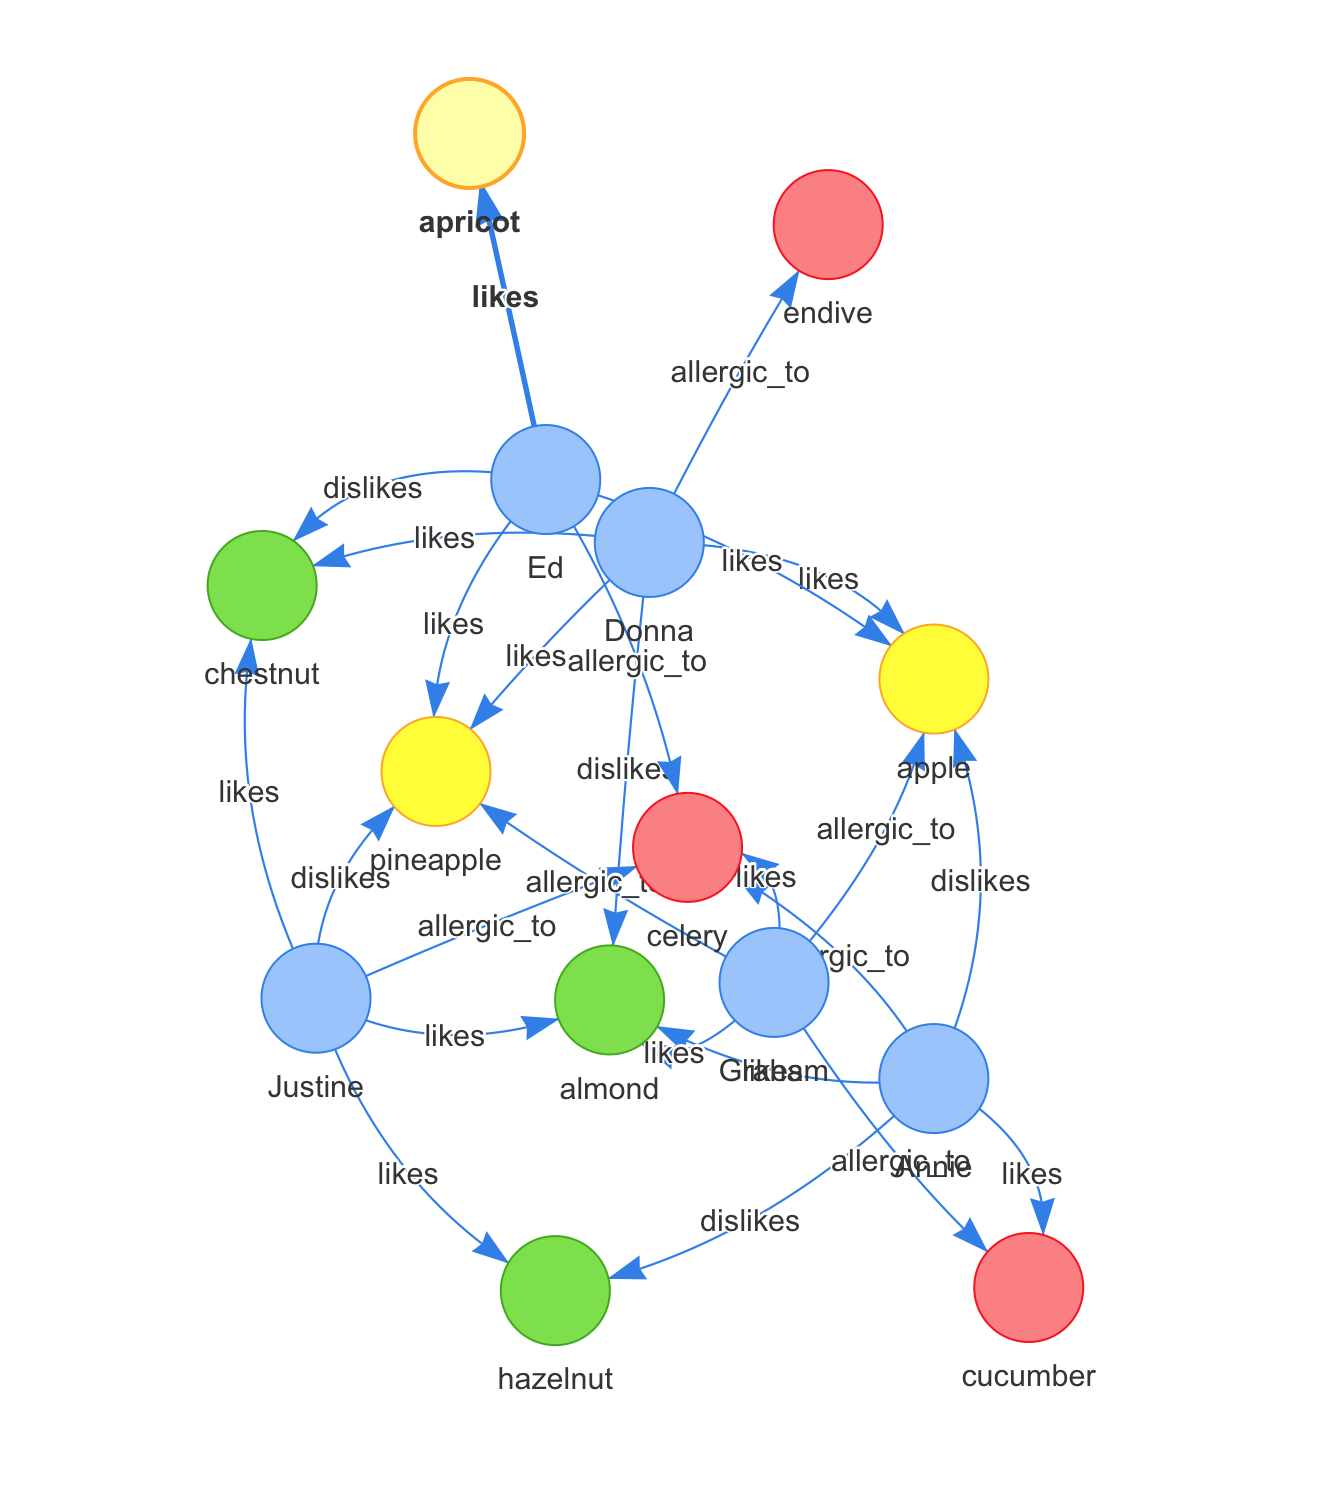 apricot
likes
endive
allergic_to
dislikes
likes
likes
likes
Ed
likes
Donna
likes
allergic_to
chestnut
dislikes
apple
likes
allergic_to
pineapple
dislikes
allergic_to
likes
dislikes
allergic_to
celery
rgic_to
likes
likes
Graham
likes
Justine
almond
allergic_to
Annie
likes
likes
dislikes
hazelnut
cucumber